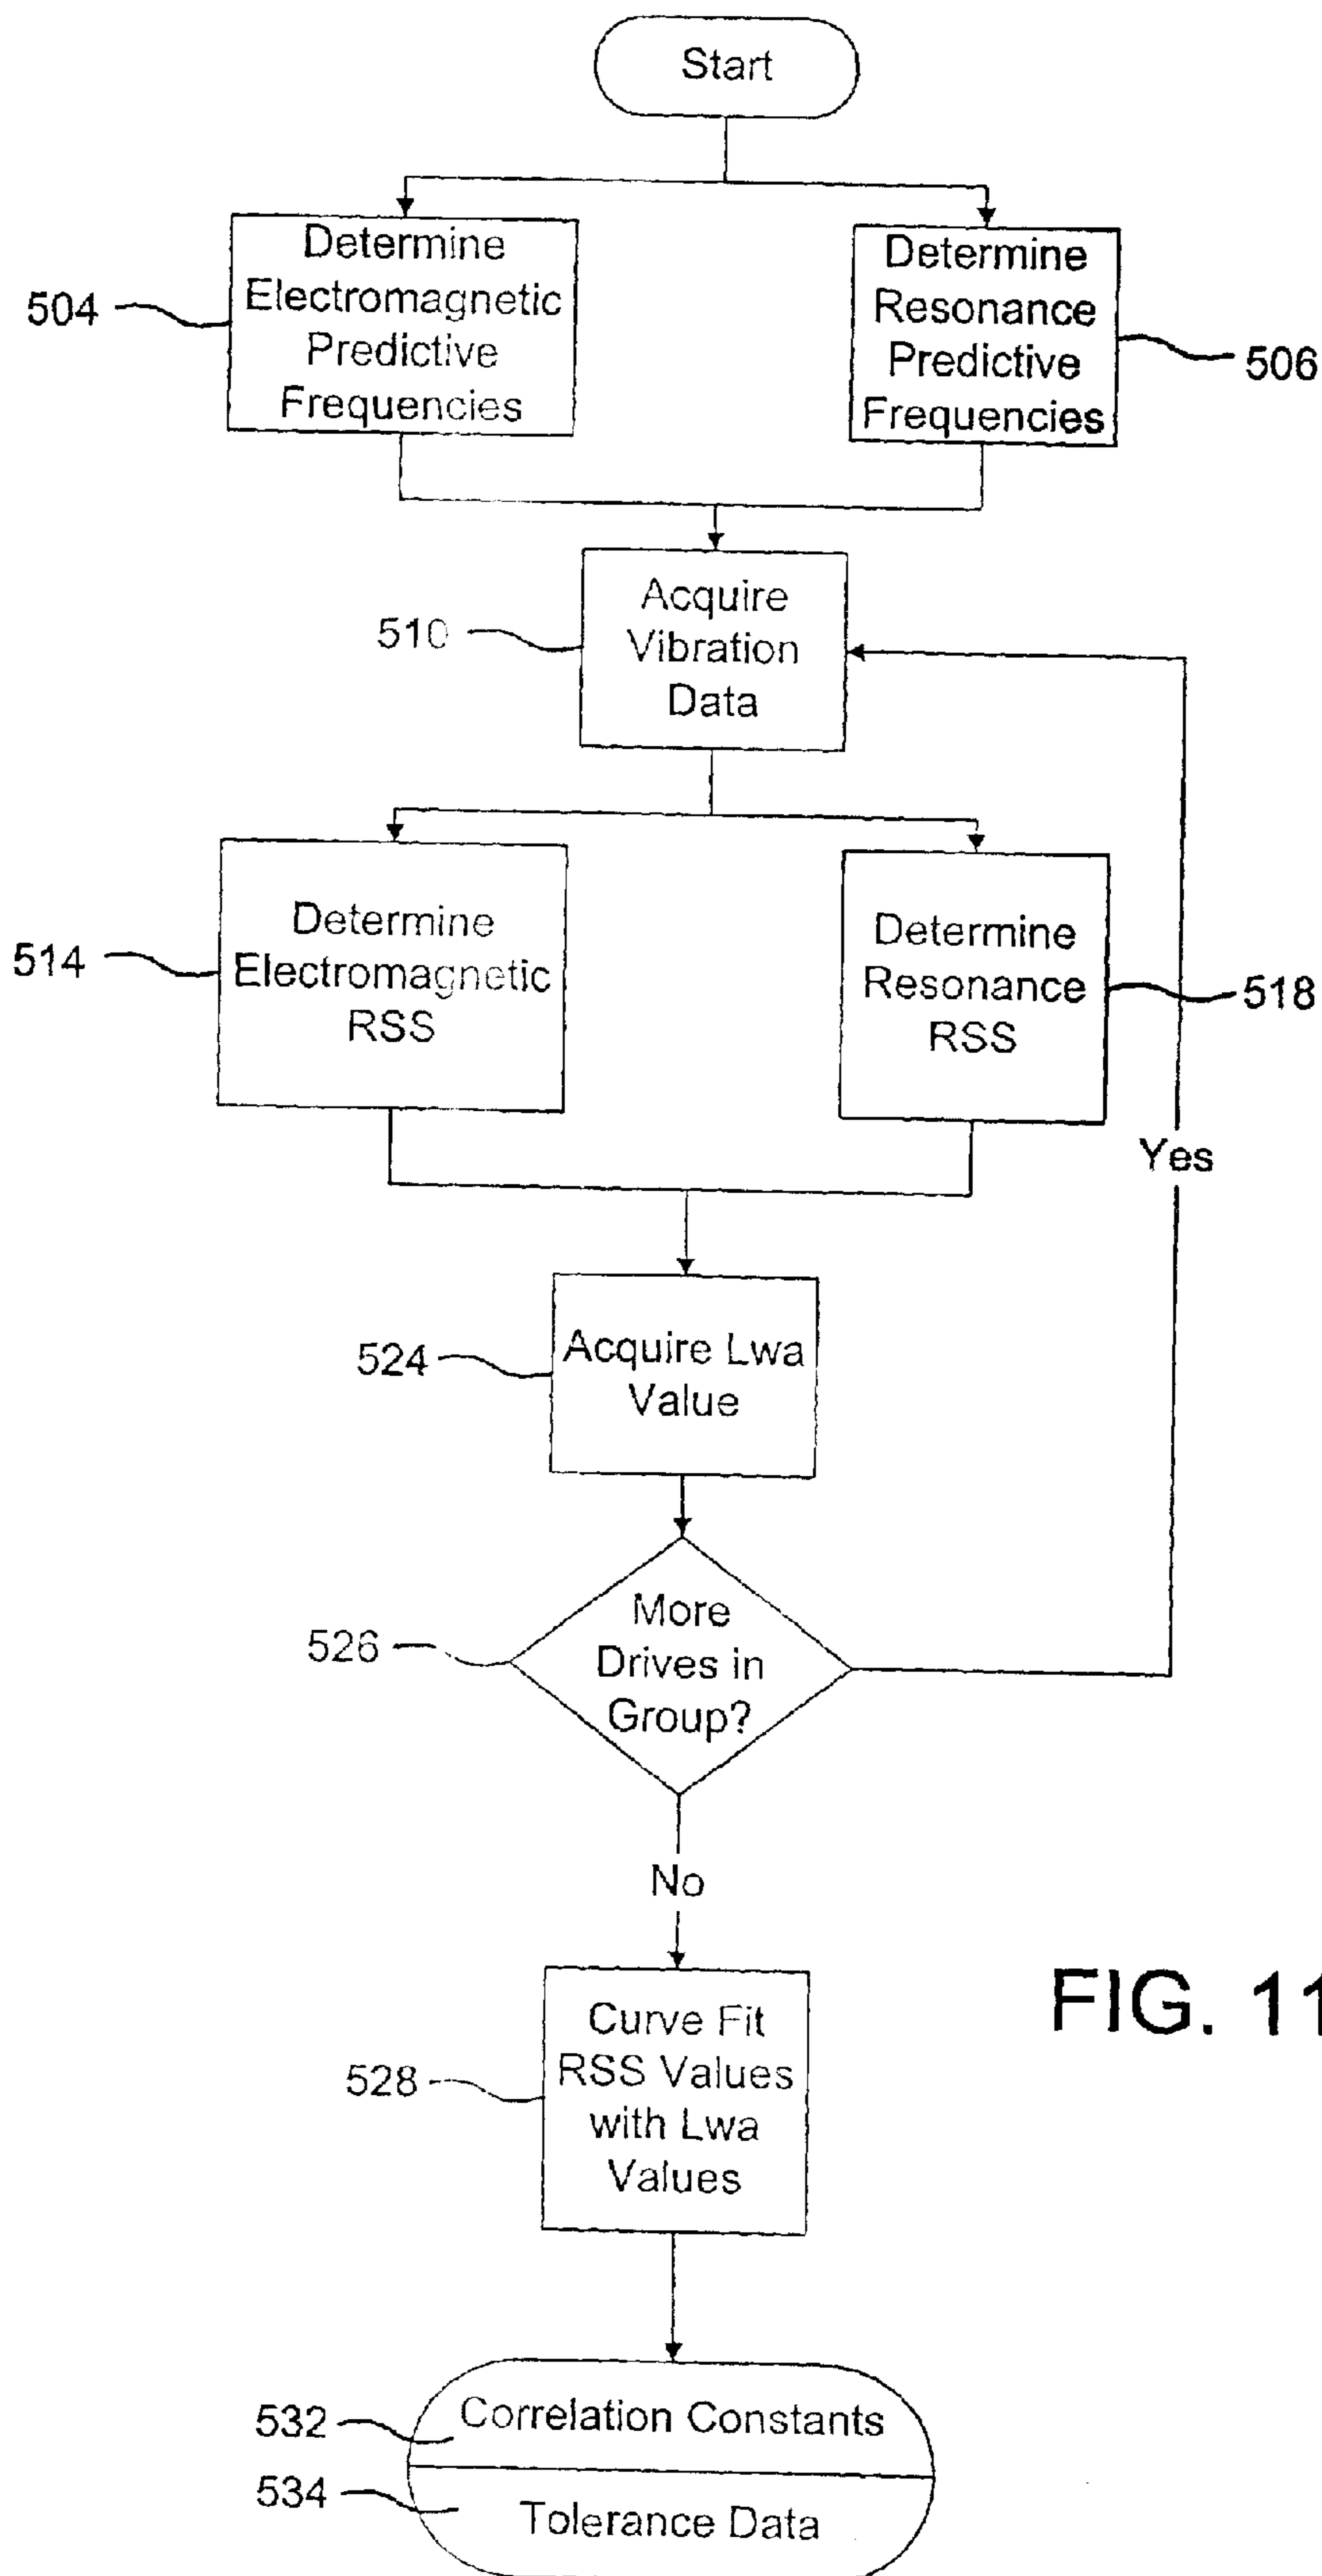 Start
Determine
Electromagnetic
Predictive
Frequencies
504
Determine
Resonance
Predictive
Frequencies
506
Acquire
Vibration
Data
510
Determine
Electromagnetic
RSS
514
Determine
Resonance
RSS
518
Yes
Acquire Lwa
Value
524
More
Drives in
Group?
526
No
Curve Fit
RSS Values
with Lwa
Values
528
FIG. 11
Correlation Constants
532
Tolerance Data
534